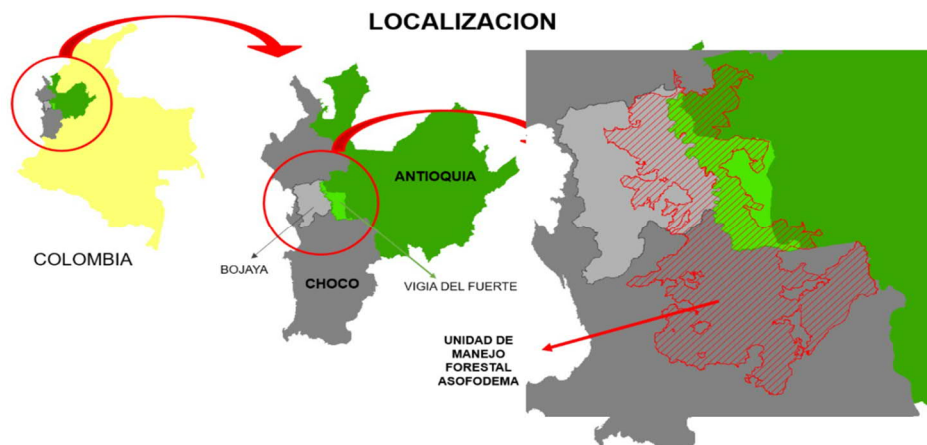 LOCALIZACION
COLOMBIA
ANTIOQUIA
BOJAYA
CHOCO
VIGIA DEL FUERTE
UNIDAD DE
MANEJO
FORESTAL
ASOFODEMA